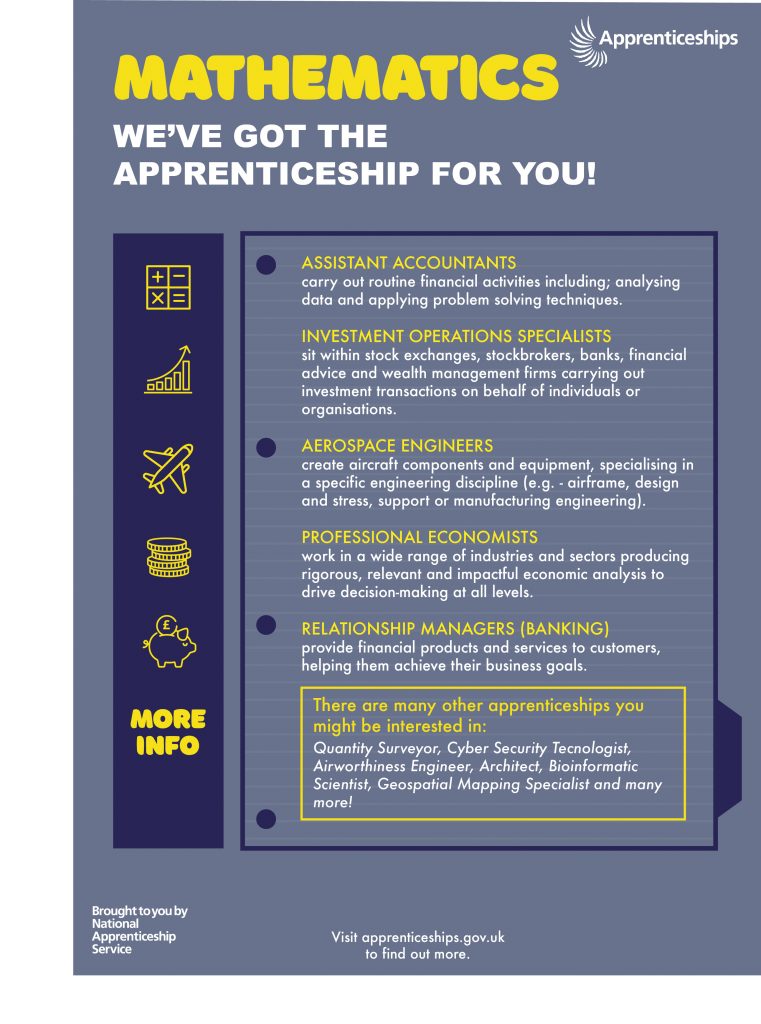 Apprenticeships
MATHEMATICS
WE'VE GOT THE
APPRENTICESHIP FOR YOU!
ASSISTANT ACCOUNTANTS
carry out routine financial activities including; analysing
data and applying problem solving techniques.
INVESTMENT OPERATIONS SPECIALISTS
sit within stock exchanges, stockbrokers, banks, financial
advice and wealth management firms carrying out
investment transactions on behalf of individuals or
organisations.
AEROSPACE ENGINEERS
create aircraft components and equipment, specialising in
a specific engineering discipline (e.g. - airframe, design
and stress, support or manufacturing engineering).
PROFESSIONAL ECONOMISTS
work in a wide range of industries and sectors producing
rigorous, relevant and impactful economic analysis to
drive decision-making at all levels.
£
RELATIONSHIP MANAGERS (BANKING)
provide financial products and services to customers,
helping them achieve their business goals.
MORE
INFO
There are many other apprenticeships you
might be interested in:
Quantity Surveyor, Cyber Security Tecnologist,
Airworthiness Engineer, Architect, Bioinformatic
Scientist, Geospatial Mapping Specialist and many
more!
Brought to you by
National
Apprenticeship
Service
Visit apprenticeships.gov.uk
to find out more.